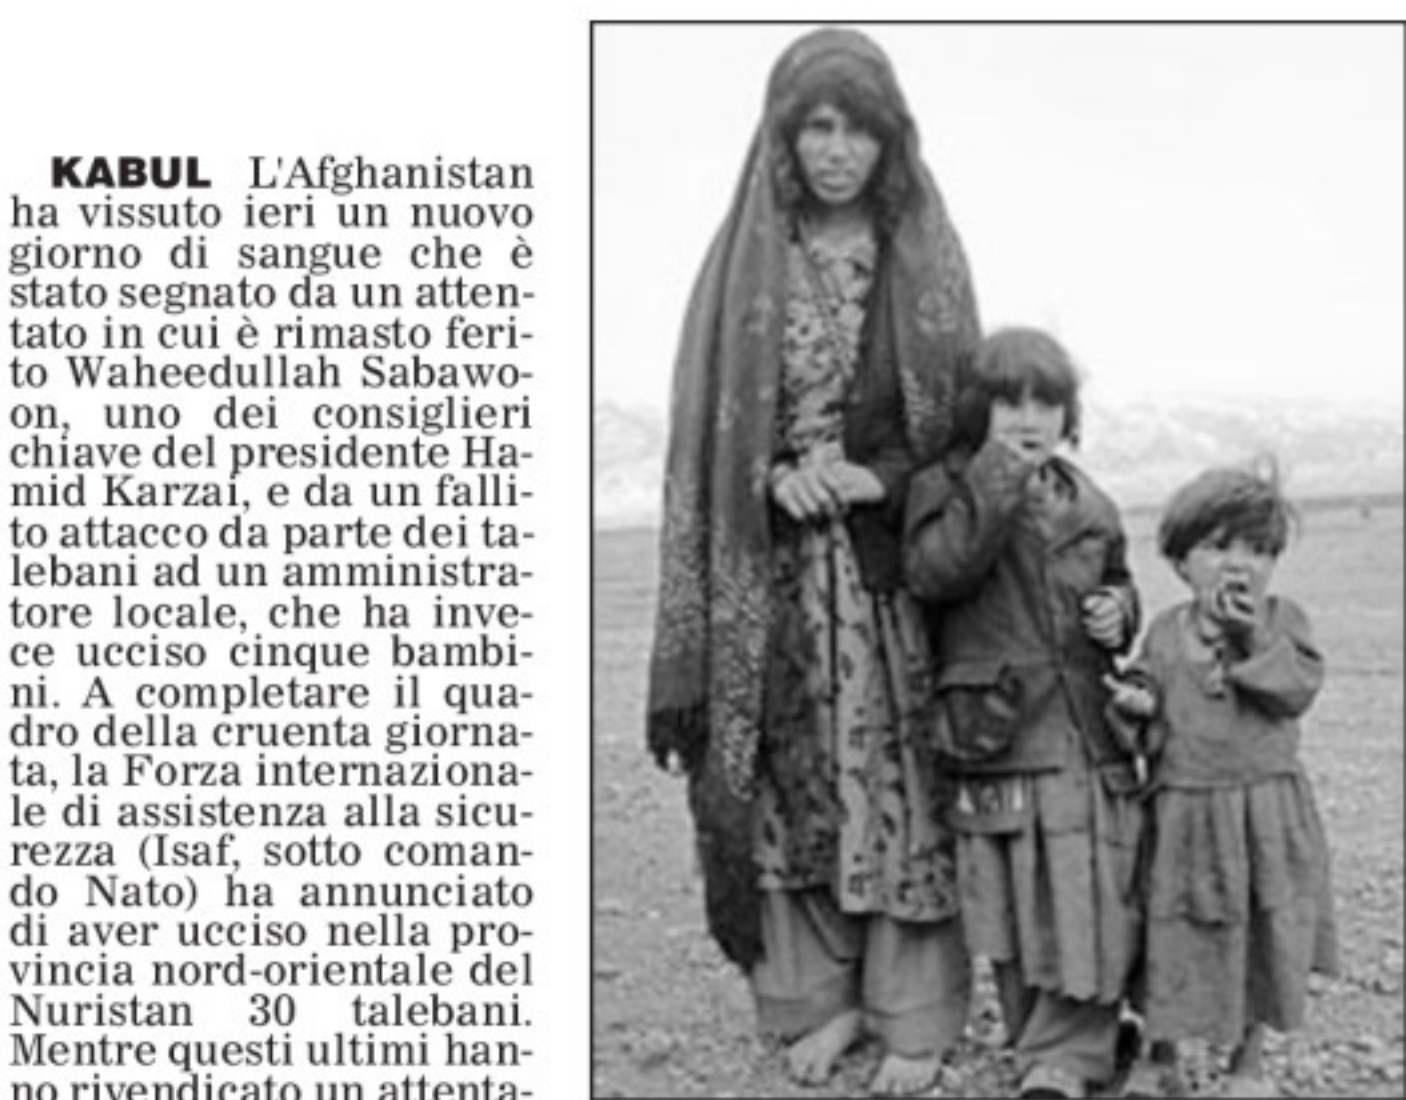 KABUL L'Afghanistan
ha vissuto ieri un nuovo
giorno di sangue che è
stato segnato da un atten-
tato in cui è rimasto feri-
to Waheedullah Sabawo-
on, uno dei consiglieri
chiave del presidente Ha-
mid Karzai, e da un falli-
to attacco da parte dei ta-
lebani ad un amministra-
tore locale, che ha inve-
ce ucciso cinque bambi-
ni. A completare il qua-
dro della cruenta giorna-
ta, la Forza internaziona-
le di assistenza alla sicu-
rezza (Isaf, sotto coman-
do Nato) ha annunciato
di aver ucciso nella pro-
vincia nord-orientale del
Nuristan 30 talebani.
Mentre questi ultimi han-
no rivendicato un attenta-